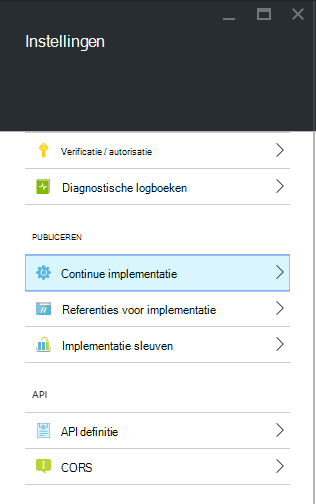 Instellingen
Verificatie / autorisatie
Diagnostische logboeken
PUBLICEREN
Continue implementatie
Referenties voor implementatie
Implementatie sleuven
API
API definitie
CORS